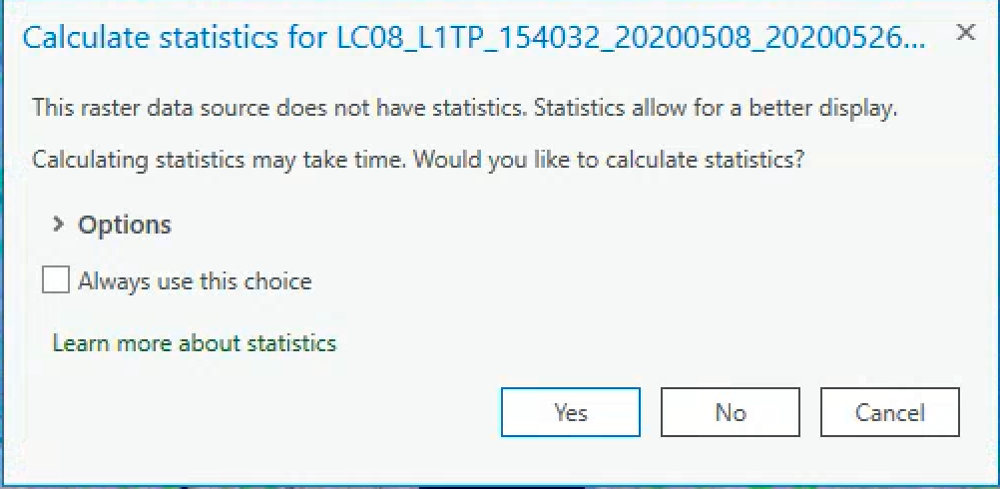 Calculate statistics for LC08_L1TP_154032_20200508_20200526...
This raster data source does not have statistics. Statistics allow for a better display.
Calculating statistics may take time. Would you like to calculate statistics?
Options
Always use this choice
Learn more about statistics
Yes No Cancel